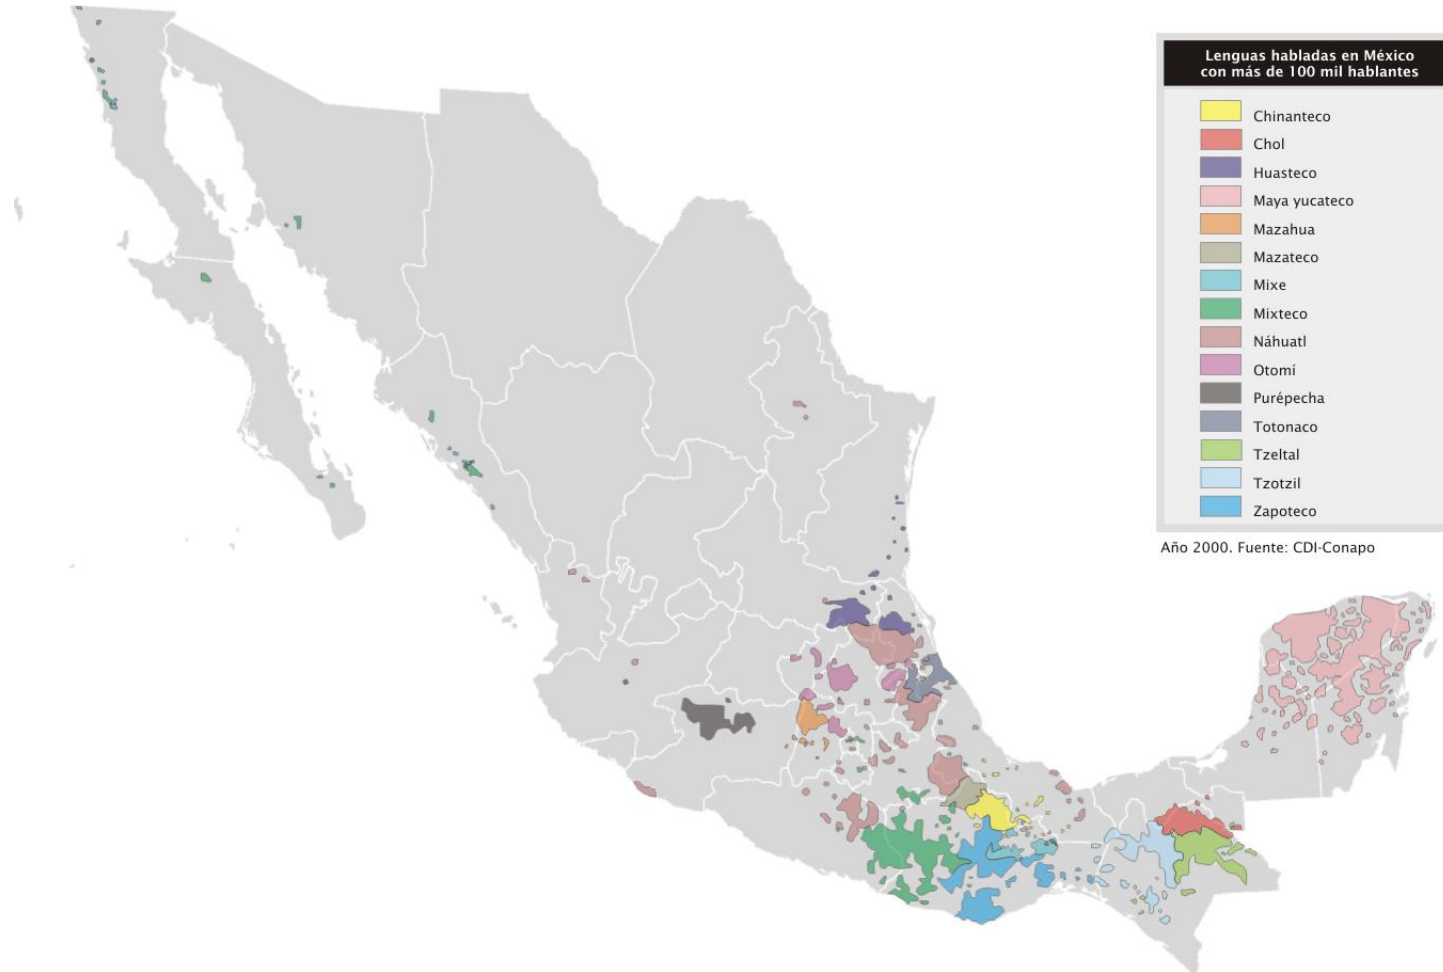 Lenguas habladas en México
con más de 100 mil hablantes
Chinanteco
Chol
Huasteco
Maya yucateco
Mazahua
Mazateco
Mixe
Mixteco
Náhuatl
Otomí
Purépecha
Totonaco
Tzeltal
Tzotzil
Zapoteco
Año 2000. Fuente: CDI-Conapo